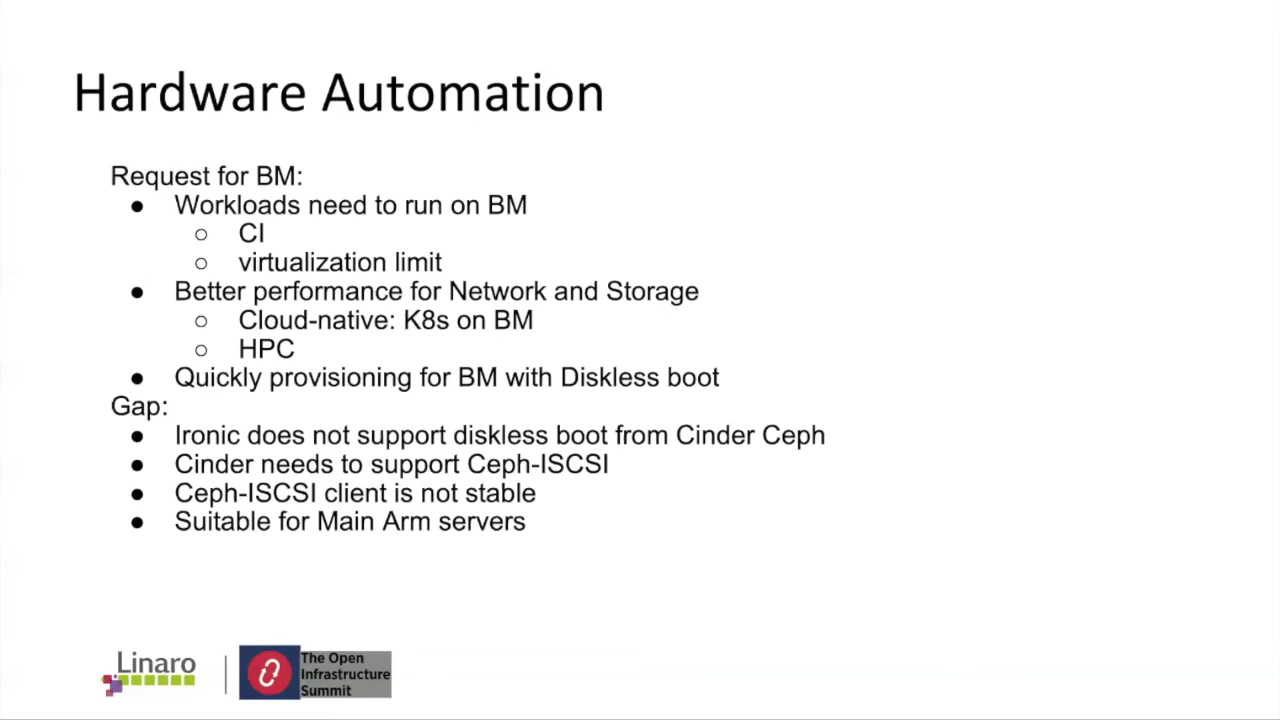 Hardware Automation
Request for BM:
● Workloads need to run on BM
○ CI
○ virtualization limit
● Better performance for Network and Storage
○ Cloud-native: K8s on BM
○ HPC
● Quickly provisioning for BM with Diskless boot
Gap:
● Ironic does not support diskless boot from Cinder Ceph
● Cinder needs to support Ceph-ISCSI
● Ceph-ISCSI client is not stable
● Suitable for Main Arm servers
Linaro
The Open
Infrastructure
Summit